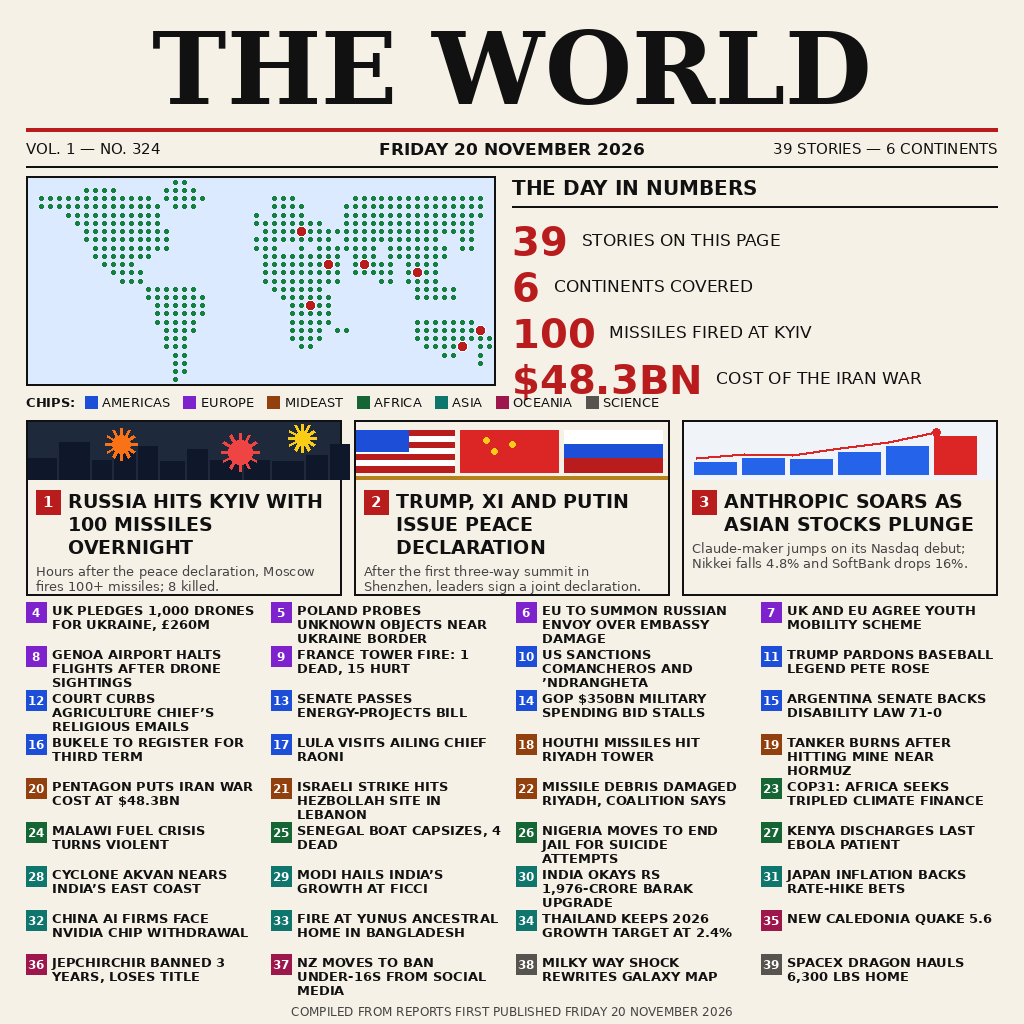 THE WORLD
VOL. 1 — NO. 324
FRIDAY 20 NOVEMBER 2026
39 STORIES — 6 CONTINENTS
THE DAY IN NUMBERS
39 STORIES ON THIS PAGE
6 CONTINENTS COVERED
100 MISSILES FIRED AT KYIV
$48.3BN COST OF THE IRAN WAR
CHIPS: AMERICAS EUROPE MIDEAST AFRICA ASIA OCEANIA SCIENCE
1 RUSSIA HITS KYIV WITH
100 MISSILES
OVERNIGHT
Hours after the peace declaration, Moscow
fires 100+ missiles; 8 killed.
2 TRUMP, XI AND PUTIN
ISSUE PEACE
DECLARATION
After the first three-way summit in
Shenzhen, leaders sign a joint declaration.
3 ANTHROPIC SOARS AS
ASIAN STOCKS PLUNGE
Claude-maker jumps on its Nasdaq debut;
Nikkei falls 4.8% and SoftBank drops 16%.
4 UK PLEDGES 1,000 DRONES
FOR UKRAINE, £260M
5 POLAND PROBES
UNKNOWN OBJECTS NEAR
UKRAINE BORDER
6 EU TO SUMMON RUSSIAN
ENVOY OVER EMBASSY
DAMAGE
7 UK AND EU AGREE YOUTH
MOBILITY SCHEME
8 GENOA AIRPORT HALTS
FLIGHTS AFTER DRONE
SIGHTINGS
9 FRANCE TOWER FIRE: 1
DEAD, 15 HURT
10 US SANCTIONS
COMANCHEROS AND
’NDRANGHETA
11 TRUMP PARDONS BASEBALL
LEGEND PETE ROSE
12 COURT CURBS
AGRICULTURE CHIEF’S
RELIGIOUS EMAILS
13 SENATE PASSES
ENERGY-PROJECTS BILL
14 GOP $350BN MILITARY
SPENDING BID STALLS
15 ARGENTINA SENATE BACKS
DISABILITY LAW 71-0
16 BUKELE TO REGISTER FOR
THIRD TERM
17 LULA VISITS AILING CHIEF
RAONI
18 HOUTHI MISSILES HIT
RIYADH TOWER
19 TANKER BURNS AFTER
HITTING MINE NEAR
HORMUZ
20 PENTAGON PUTS IRAN WAR
COST AT $48.3BN
21 ISRAELI STRIKE HITS
HEZBOLLAH SITE IN
LEBANON
22 MISSILE DEBRIS DAMAGED
RIYADH, COALITION SAYS
23 COP31: AFRICA SEEKS
TRIPLED CLIMATE FINANCE
24 MALAWI FUEL CRISIS
TURNS VIOLENT
25 SENEGAL BOAT CAPSIZES, 4
DEAD
26 NIGERIA MOVES TO END
JAIL FOR SUICIDE
ATTEMPTS
27 KENYA DISCHARGES LAST
EBOLA PATIENT
28 CYCLONE AKVAN NEARS
INDIA’S EAST COAST
29 MODI HAILS INDIA’S
GROWTH AT FICCI
30 INDIA OKAYS RS
1,976-CRORE BARAK
UPGRADE
31 JAPAN INFLATION BACKS
RATE-HIKE BETS
32 CHINA AI FIRMS FACE
NVIDIA CHIP WITHDRAWAL
33 FIRE AT YUNUS ANCESTRAL
HOME IN BANGLADESH
34 THAILAND KEEPS 2026
GROWTH TARGET AT 2.4%
35 NEW CALEDONIA QUAKE 5.6
36 JEPCHIRCHIR BANNED 3
YEARS, LOSES TITLE
37 NZ MOVES TO BAN
UNDER-16S FROM SOCIAL
MEDIA
38 MILKY WAY SHOCK
REWRITES GALAXY MAP
39 SPACEX DRAGON HAULS
6,300 LBS HOME
COMPILED FROM REPORTS FIRST PUBLISHED FRIDAY 20 NOVEMBER 2026